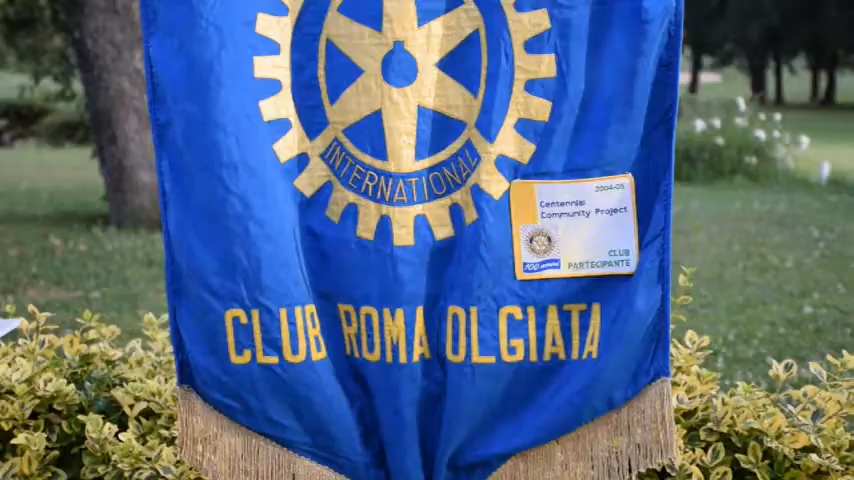 INTERNATIONAL
2004-05
Centennial
Community Project
CLUB
PARTECIPANTE
CLUB ROMA OLGIATA